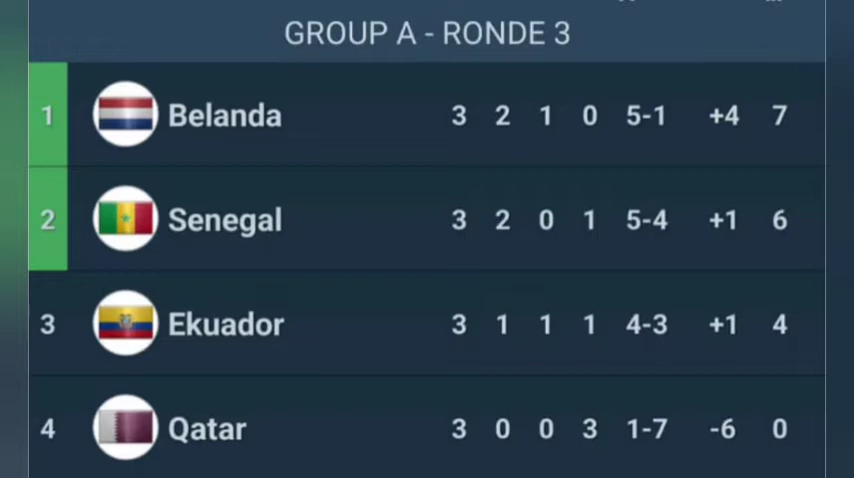 GROUP A - RONDE 3
1 Belanda 3 2 1 0 5-1 +4 7
2 Senegal 3 2 0 1 5-4 +1 6
3 Ekuador 3 1 1 1 4-3 +1 4
4 Qatar 3 0 0 3 1-7 -6 0